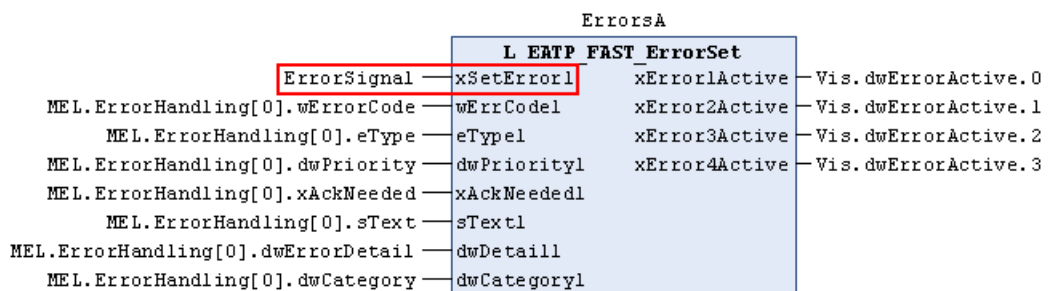 ErrorsA
L_EATP_FAST_ErrorSet
ErrorSignal xSetError1 xError1Active Vis.dwErrorActive.0
MEL.ErrorHandling[0].wErrorCode wErrCode1 xError2Active Vis.dwErrorActive.1
MEL.ErrorHandling[0].eType eType1 xError3Active Vis.dwErrorActive.2
MEL.ErrorHandling[0].dwPriority dwPriority1 xError4Active Vis.dwErrorActive.3
MEL.ErrorHandling[0].xAckNeeded xAckNeeded1
MEL.ErrorHandling[0].sText sText1
MEL.ErrorHandling[0].dwErrorDetail dwDetail1
MEL.ErrorHandling[0].dwCategory dwCategory1